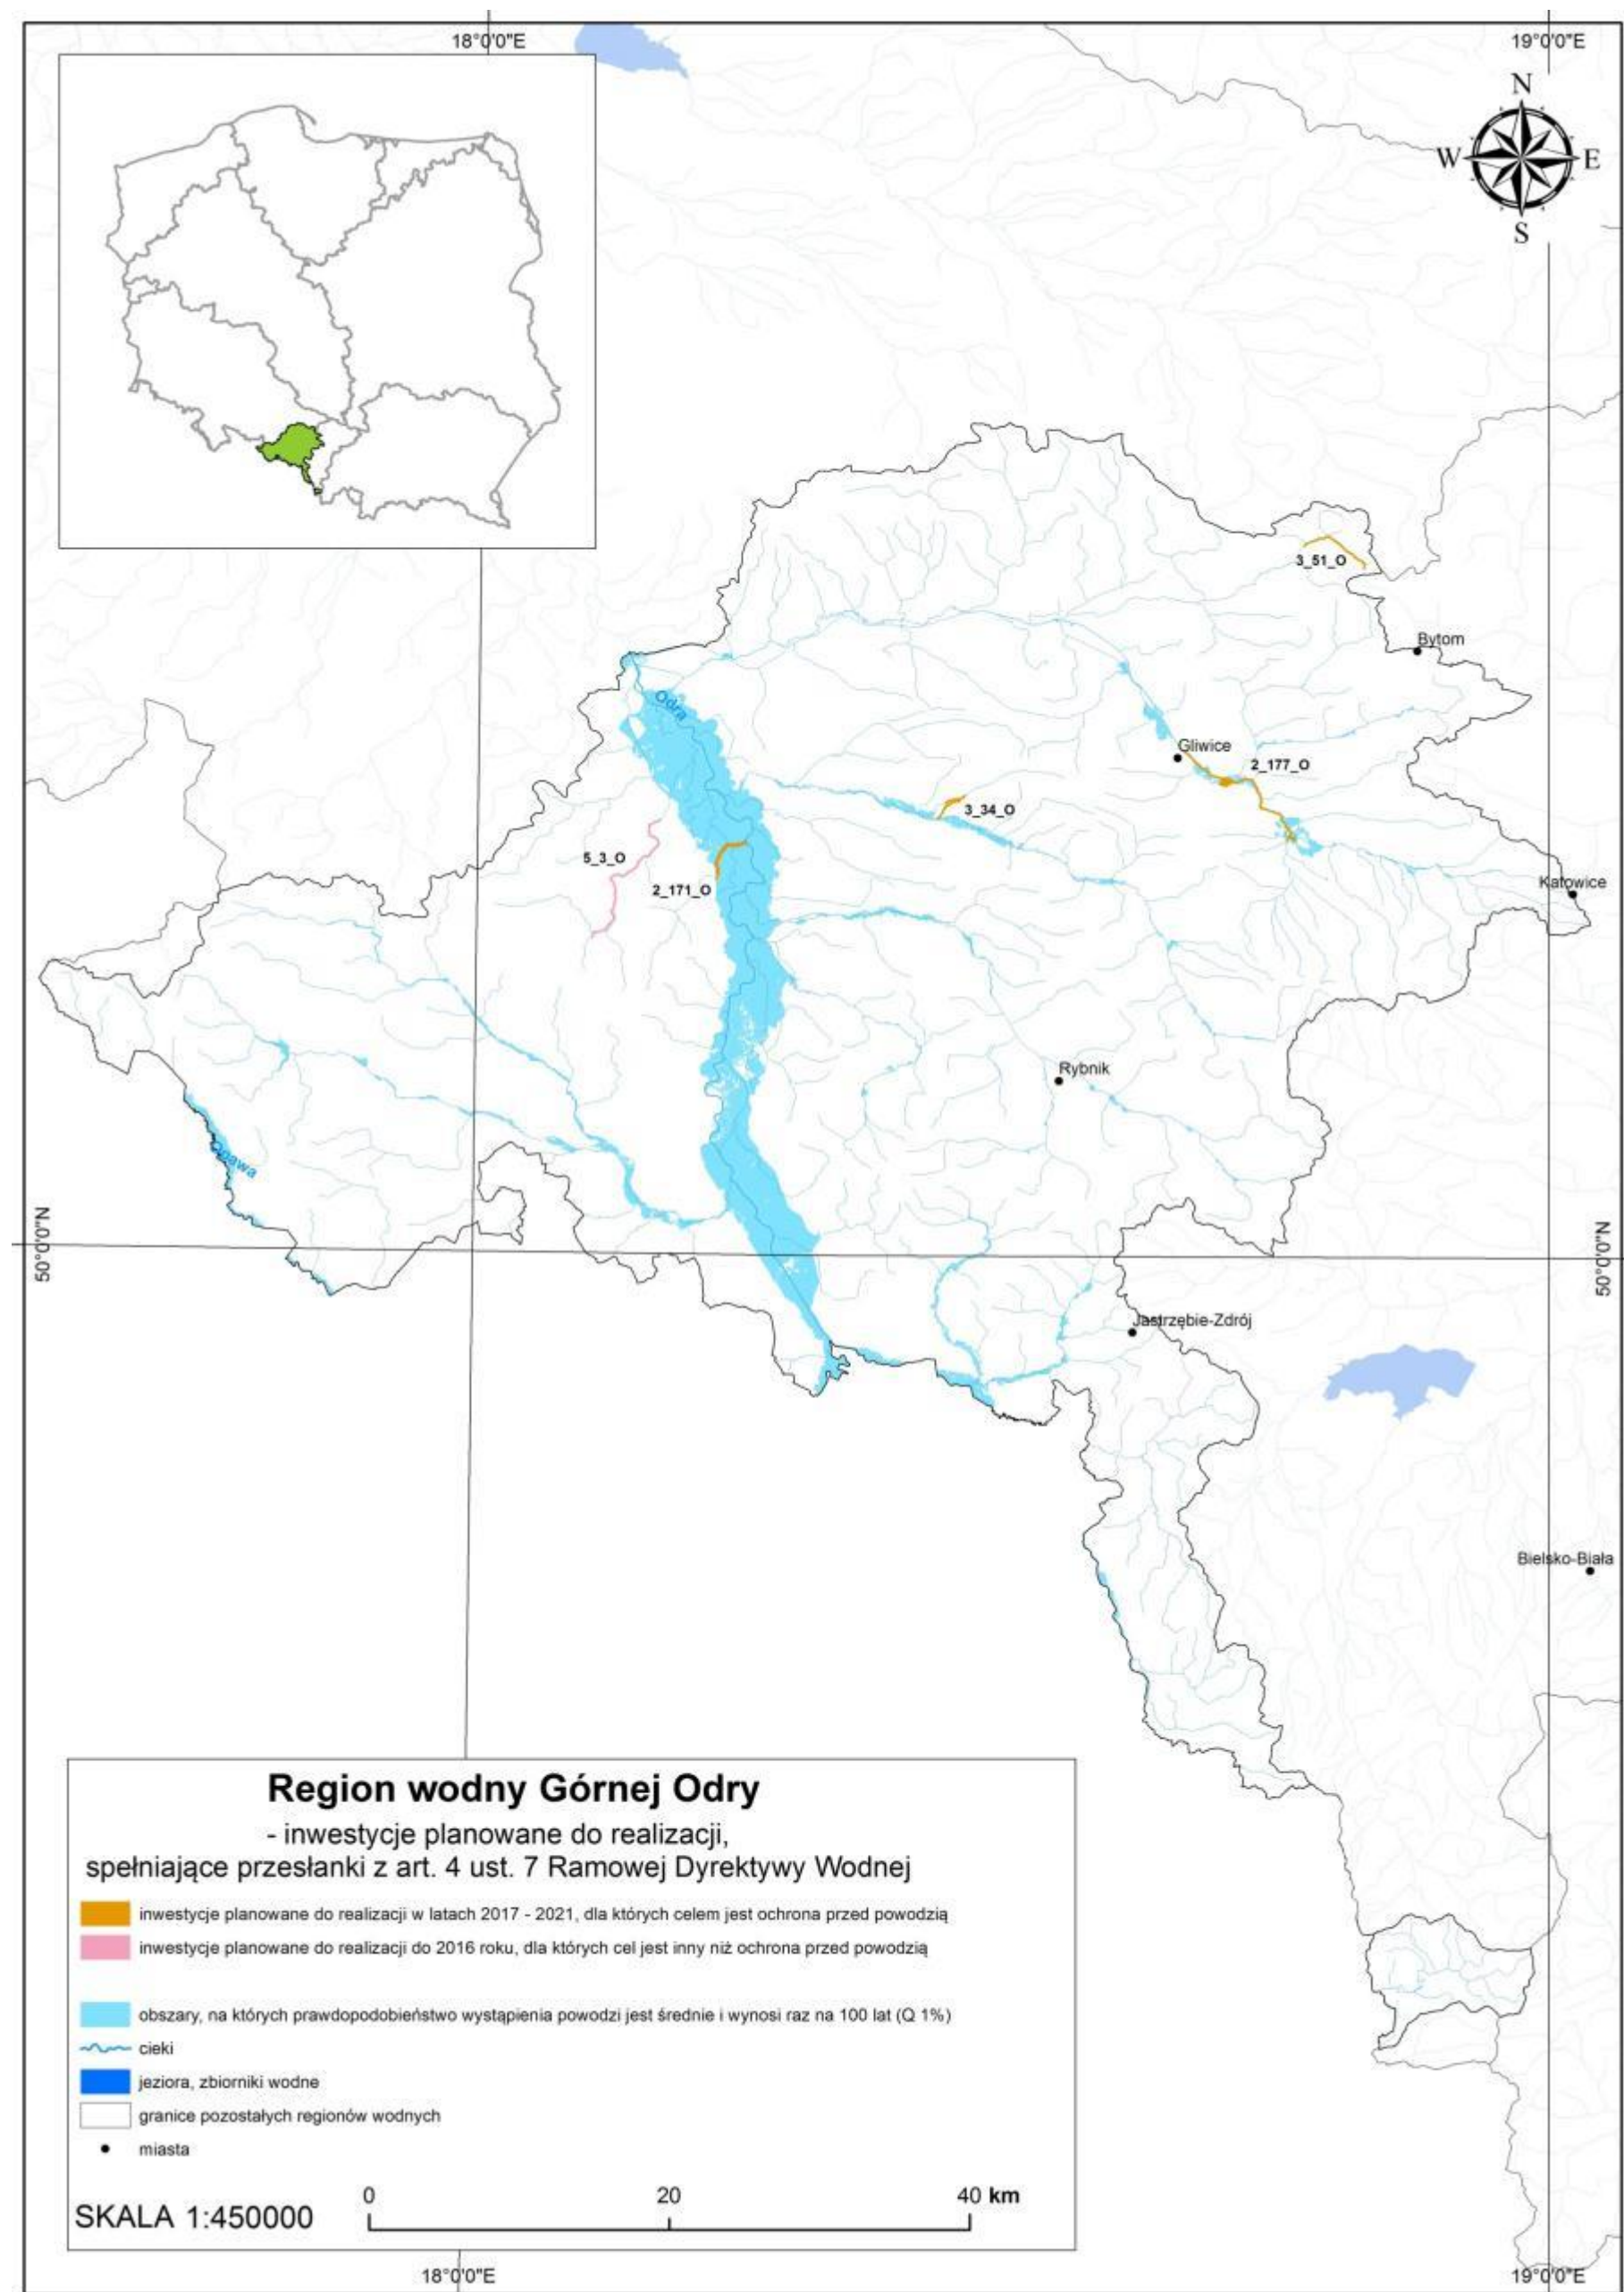 18°0'0"E
19°0'0"E
N
W
E
S
3_51_O
Bytom
Odra
Gliwice
2_177_O
3_34_O
5_3_O
2_171_O
Katowice
Rybnik
Opawa
50°0'0"N
50°0'0"N
Jastrzębie-Zdrój
Bielsko-Biała
Region wodny Górnej Odry
- inwestycje planowane do realizacji,
spełniające przesłanki z art. 4 ust. 7 Ramowej Dyrektywy Wodnej
inwestycje planowane do realizacji w latach 2017 - 2021, dla których celem jest ochrona przed powodzią
inwestycje planowane do realizacji do 2016 roku, dla których cel jest inny niż ochrona przed powodzią
obszary, na których prawdopodobieństwo wystąpienia powodzi jest średnie i wynosi raz na 100 lat (Q 1%)
cieki
jeziora, zbiorniki wodne
granice pozostałych regionów wodnych
miasta
0 20 40 km
SKALA 1:450000
18°0'0"E
19°0'0"E